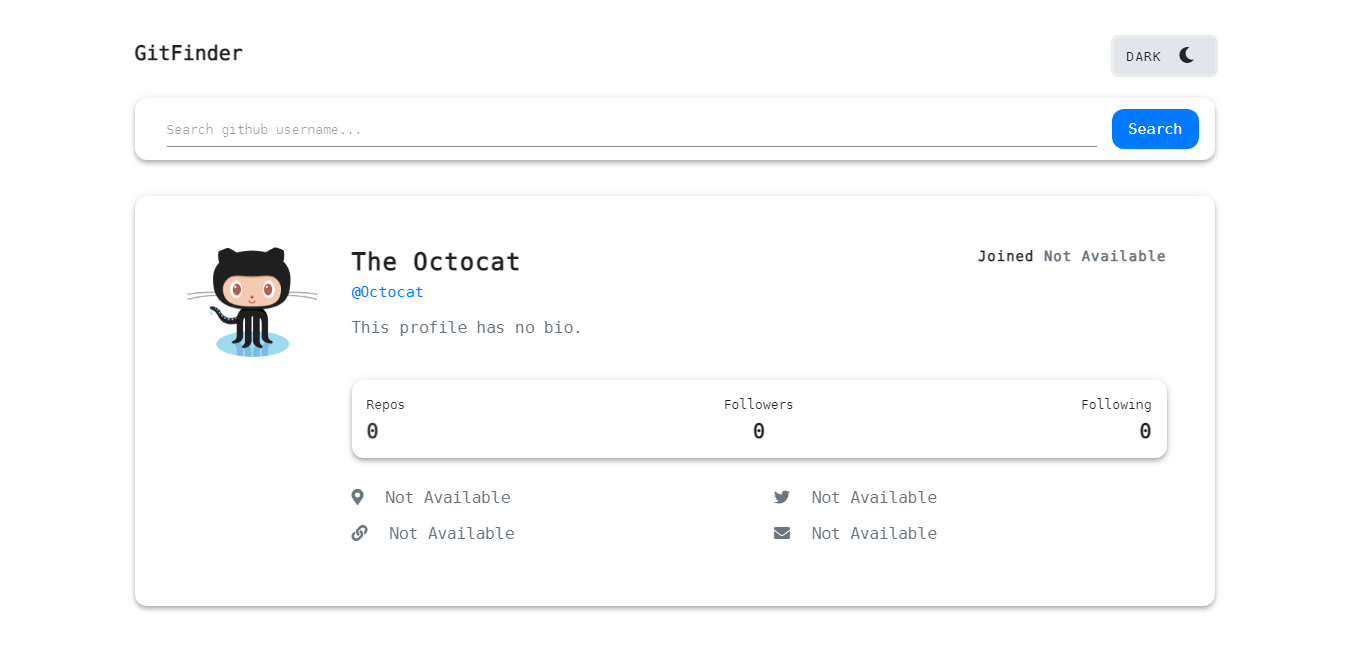 GitFinder
DARK
Search github username...
Search
The Octocat
Joined Not Available
@Octocat
This profile has no bio.
Repos Followers Following
0 0 0
Not Available Not Available
Not Available Not Available